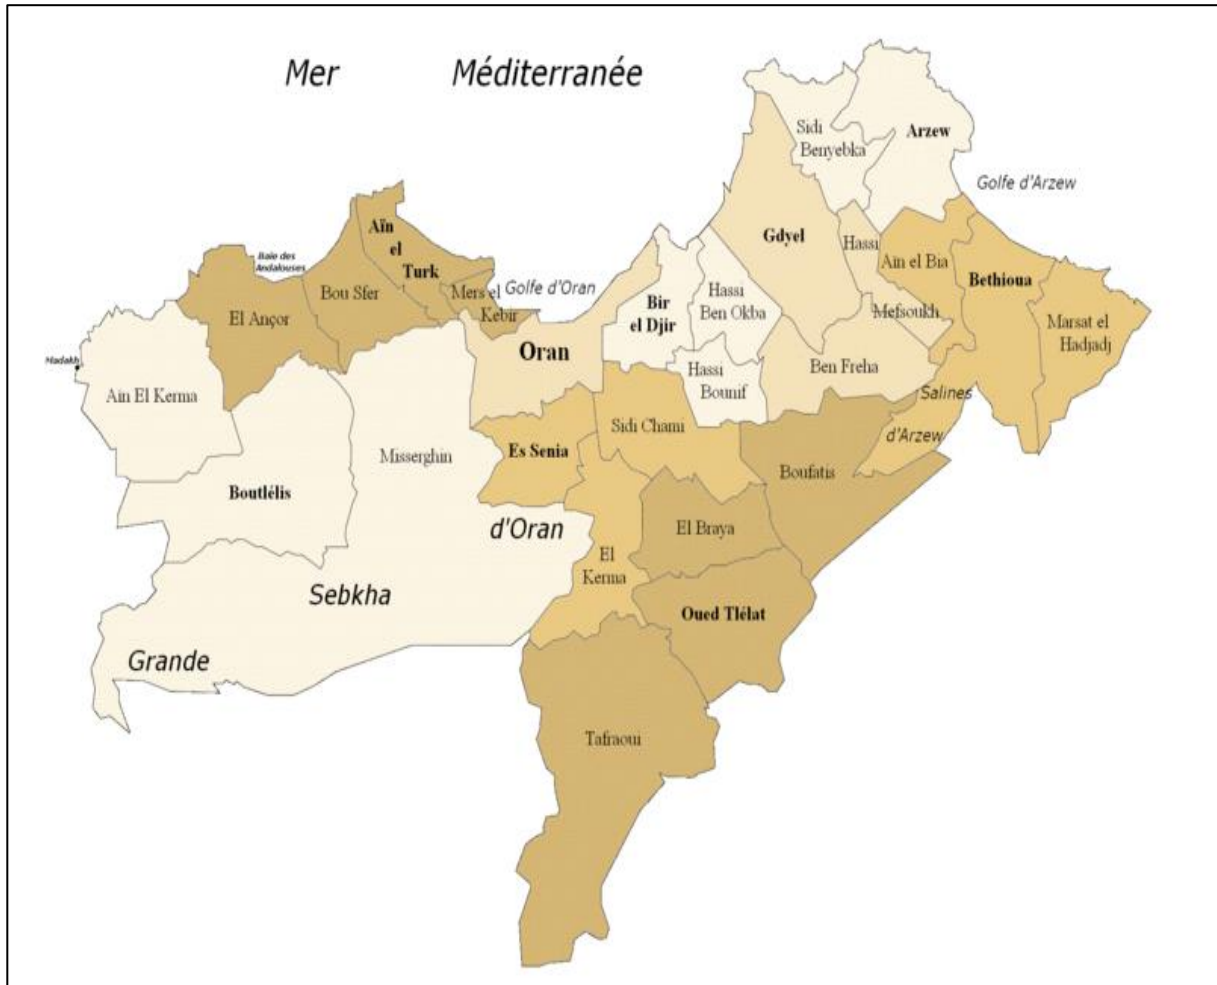 Mer Méditerranée
Sidi
Benyebka
Arzew
Golfe d'Arzew
Aïn
el
Turk
Gdyel
Hassi
Mefsoukh
Ain el Bia
Bethioua
Baie des
Andalouses
Bou Sfer
Mers el
Kebir
Golfe d'Oran
Bir
el Djir
Hassi
Ben Okba
El Ançor
Marsat el
Hadjadj
Oran
Madakh
Hassi
Bounif
Ben Freha
Ain El Kerma
Salines
d'Arzew
Sidi Chami
Misserghin
Es Senia
Boufatis
Boutlélis
d'Oran
El Braya
El
Kerma
Sebkha
Oued Tlélat
Grande
Tafraoui